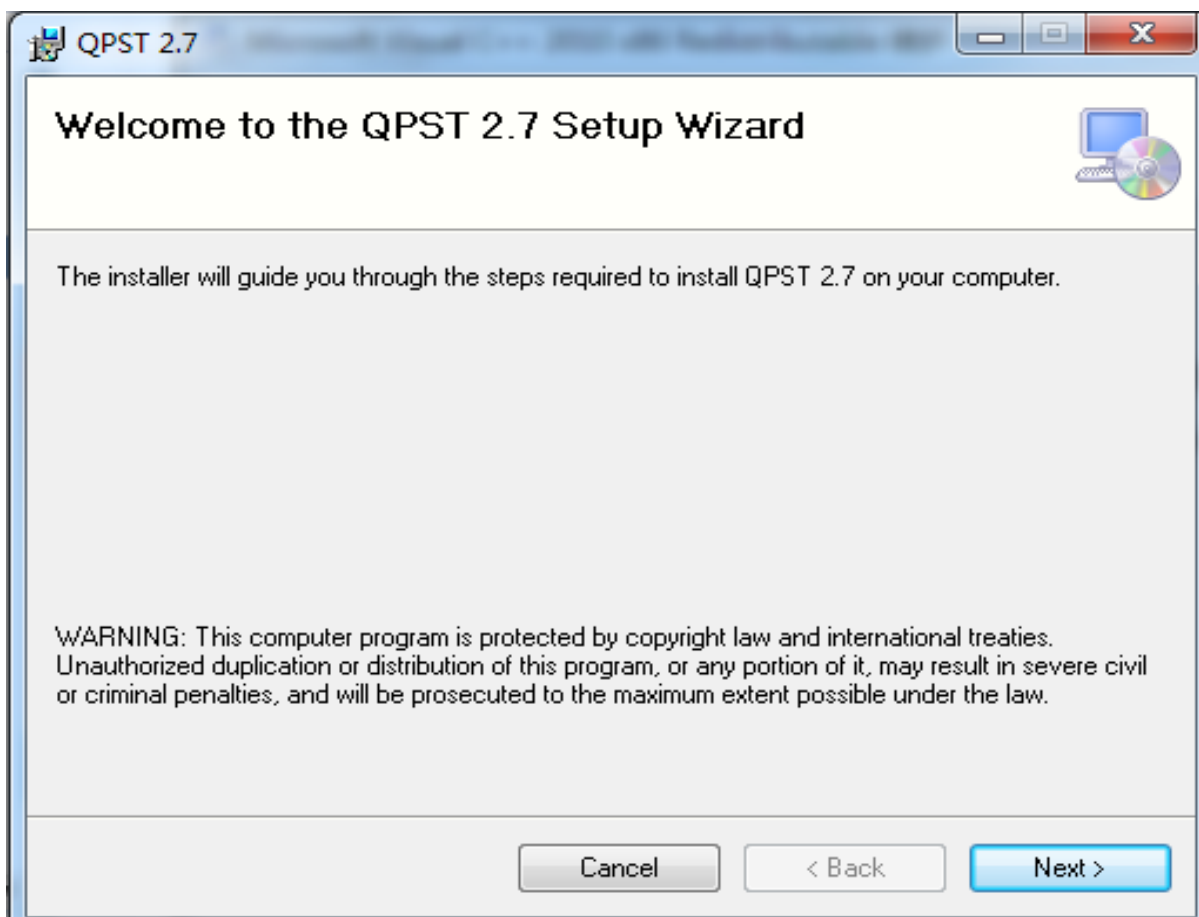 QPST 2.7
Welcome to the QPST 2.7 Setup Wizard
The installer will guide you through the steps required to install QPST 2.7 on your computer.
WARNING: This computer program is protected by copyright law and international treaties.
Unauthorized duplication or distribution of this program, or any portion of it, may result in severe civil
or criminal penalties, and will be prosecuted to the maximum extent possible under the law.
Cancel
< Back
Next >